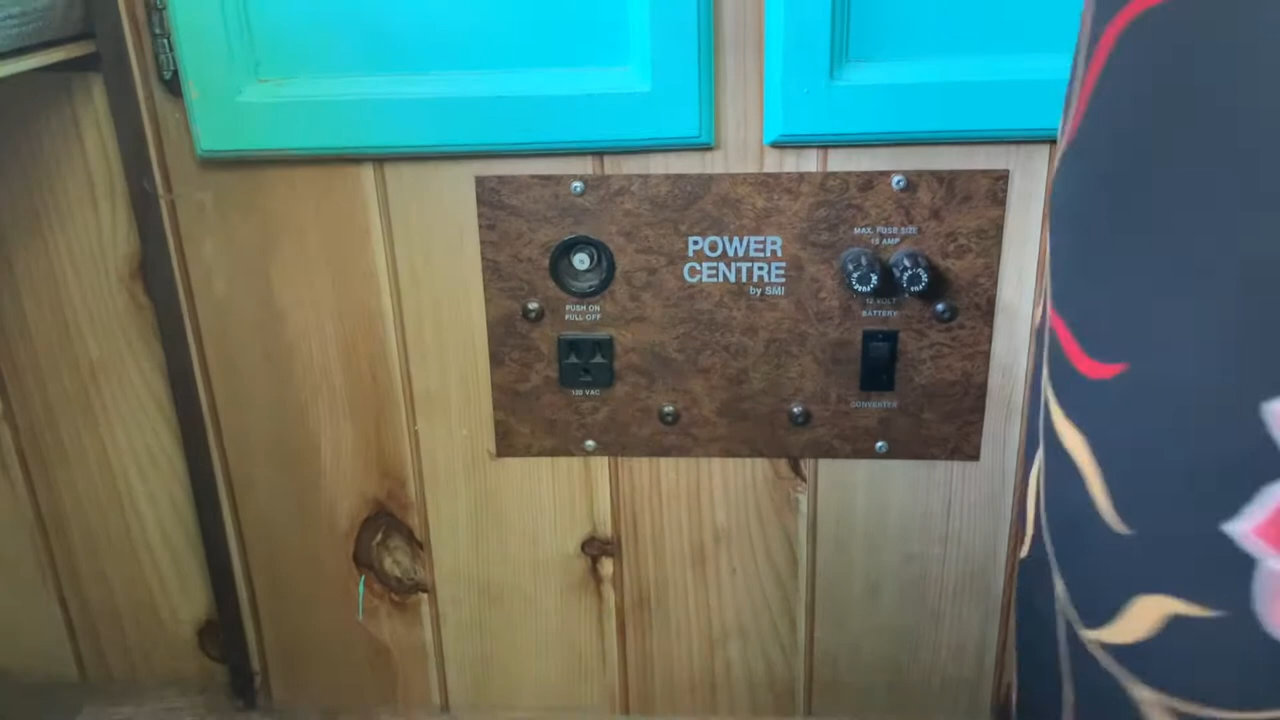 POWER
CENTRE
by SMI
PUSH ON
PULL OFF
120 VAC
MAX. FUSE SIZE
15 AMP
12 VOLT
BATTERY
CONVERTER